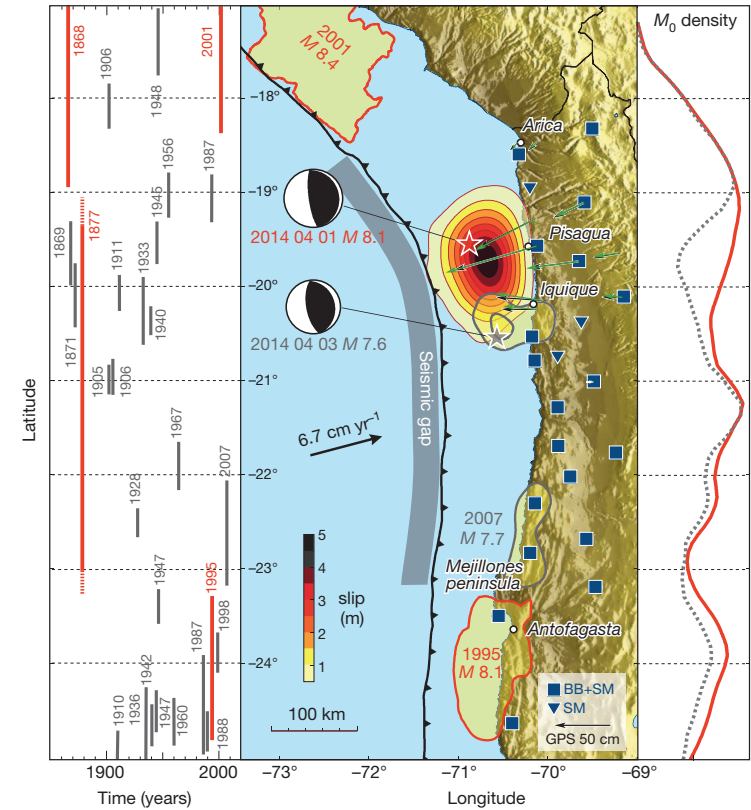 1868
1906
1948
2001
1956
1945
1987
1869
1877
1911
1933
1940
1871
1905
1906
1967
1928
2007
1947
1995
1998
1987
1942
1936
1910
1947
1960
1988
Latitude
1900
2000
Time (years)
–18°
–19°
–20°
–21°
–22°
–23°
–24°
2001
M 8.4
Arica
2014 04 01 M 8.1
Pisagua
Iquique
2014 04 03 M 7.6
Seismic gap
6.7 cm yr–1
5
4
3
2
1
slip
(m)
100 km
2007
M 7.7
Mejillones
peninsula
Antofagasta
1995
M 8.1
BB+SM
SM
GPS 50 cm
–73°
–72°
–71°
–70°
–69°
Longitude
M0 density